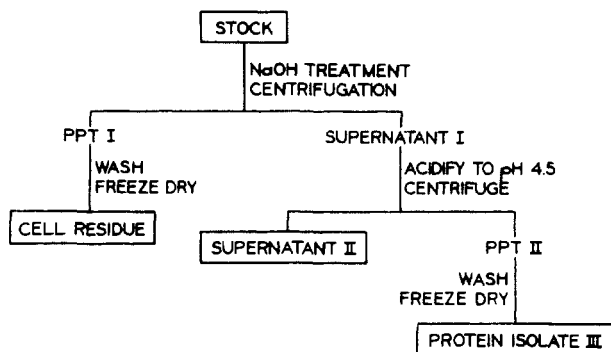 STOCK
NaOH TREATMENT
CENTRIFUGATION
PPT I
SUPERNATANT I
WASH
FREEZE DRY
ACIDIFY TO pH 4.5
CENTRIFUGE
CELL RESIDUE
SUPERNATANT II
PPT II
WASH
FREEZE DRY
PROTEIN ISOLATE III